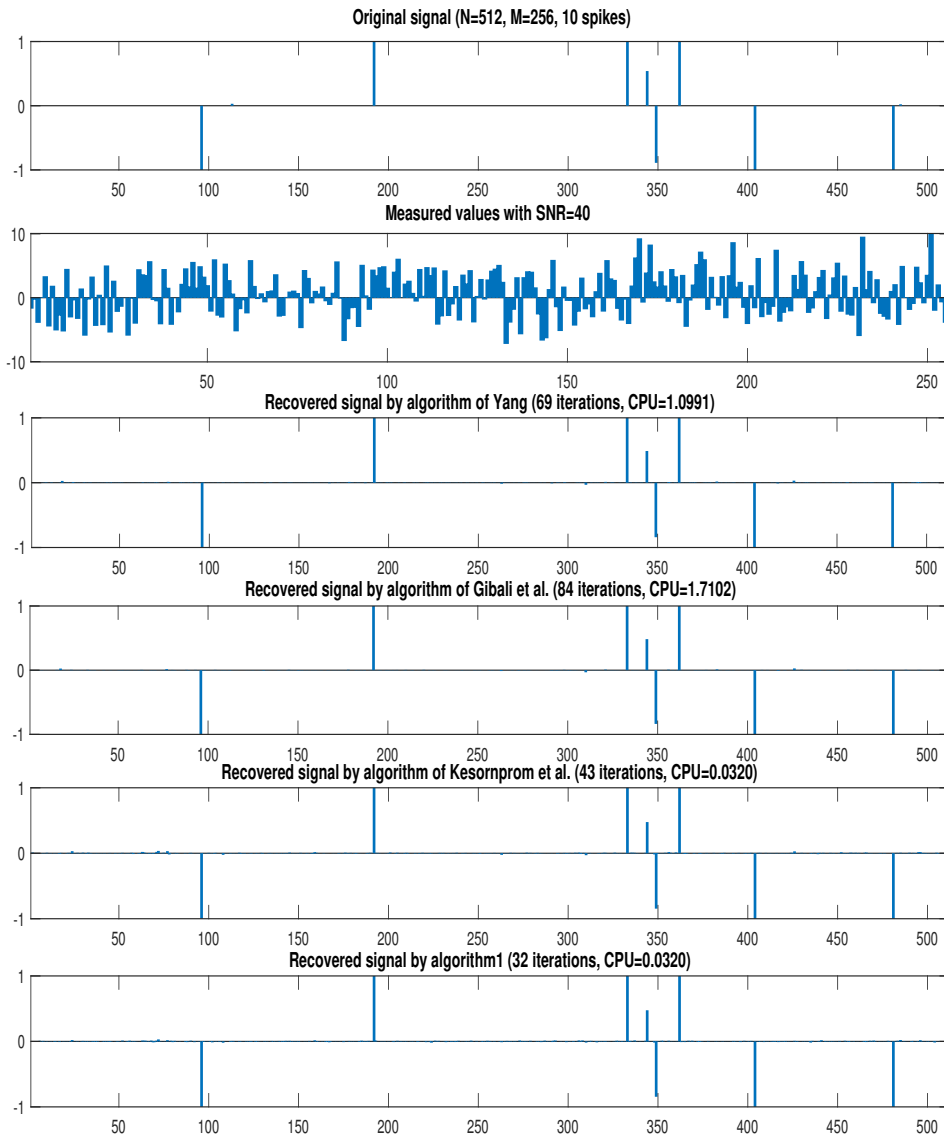 Original signal (N=512, M=256, 10 spikes)
1
0
-1
50 100 150 200 250 300 350 400 450 500
Measured values with SNR=40
10
0
-10
50 100 150 200 250
Recovered signal by algorithm of Yang (69 iterations, CPU=1.0991)
1
0
-1
50 100 150 200 250 300 350 400 450 500
Recovered signal by algorithm of Gibali et al. (84 iterations, CPU=1.7102)
1
0
-1
50 100 150 200 250 300 350 400 450 500
Recovered signal by algorithm of Kesornprom et al. (43 iterations, CPU=0.0320)
1
0
-1
50 100 150 200 250 300 350 400 450 500
Recovered signal by algorithm1 (32 iterations, CPU=0.0320)
1
0
-1
50 100 150 200 250 300 350 400 450 500